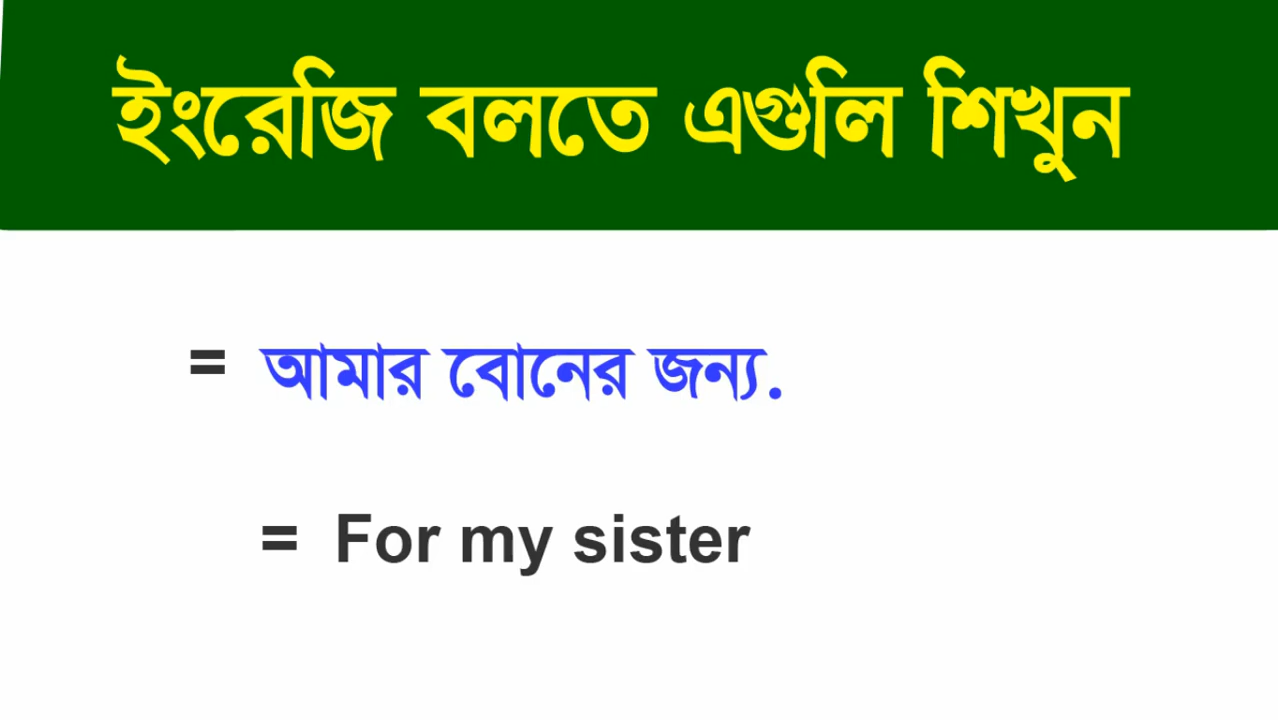 ইংরেজি বলতে এগুলি শিখুন
= আমার বোনের জন্য.
= For my sister